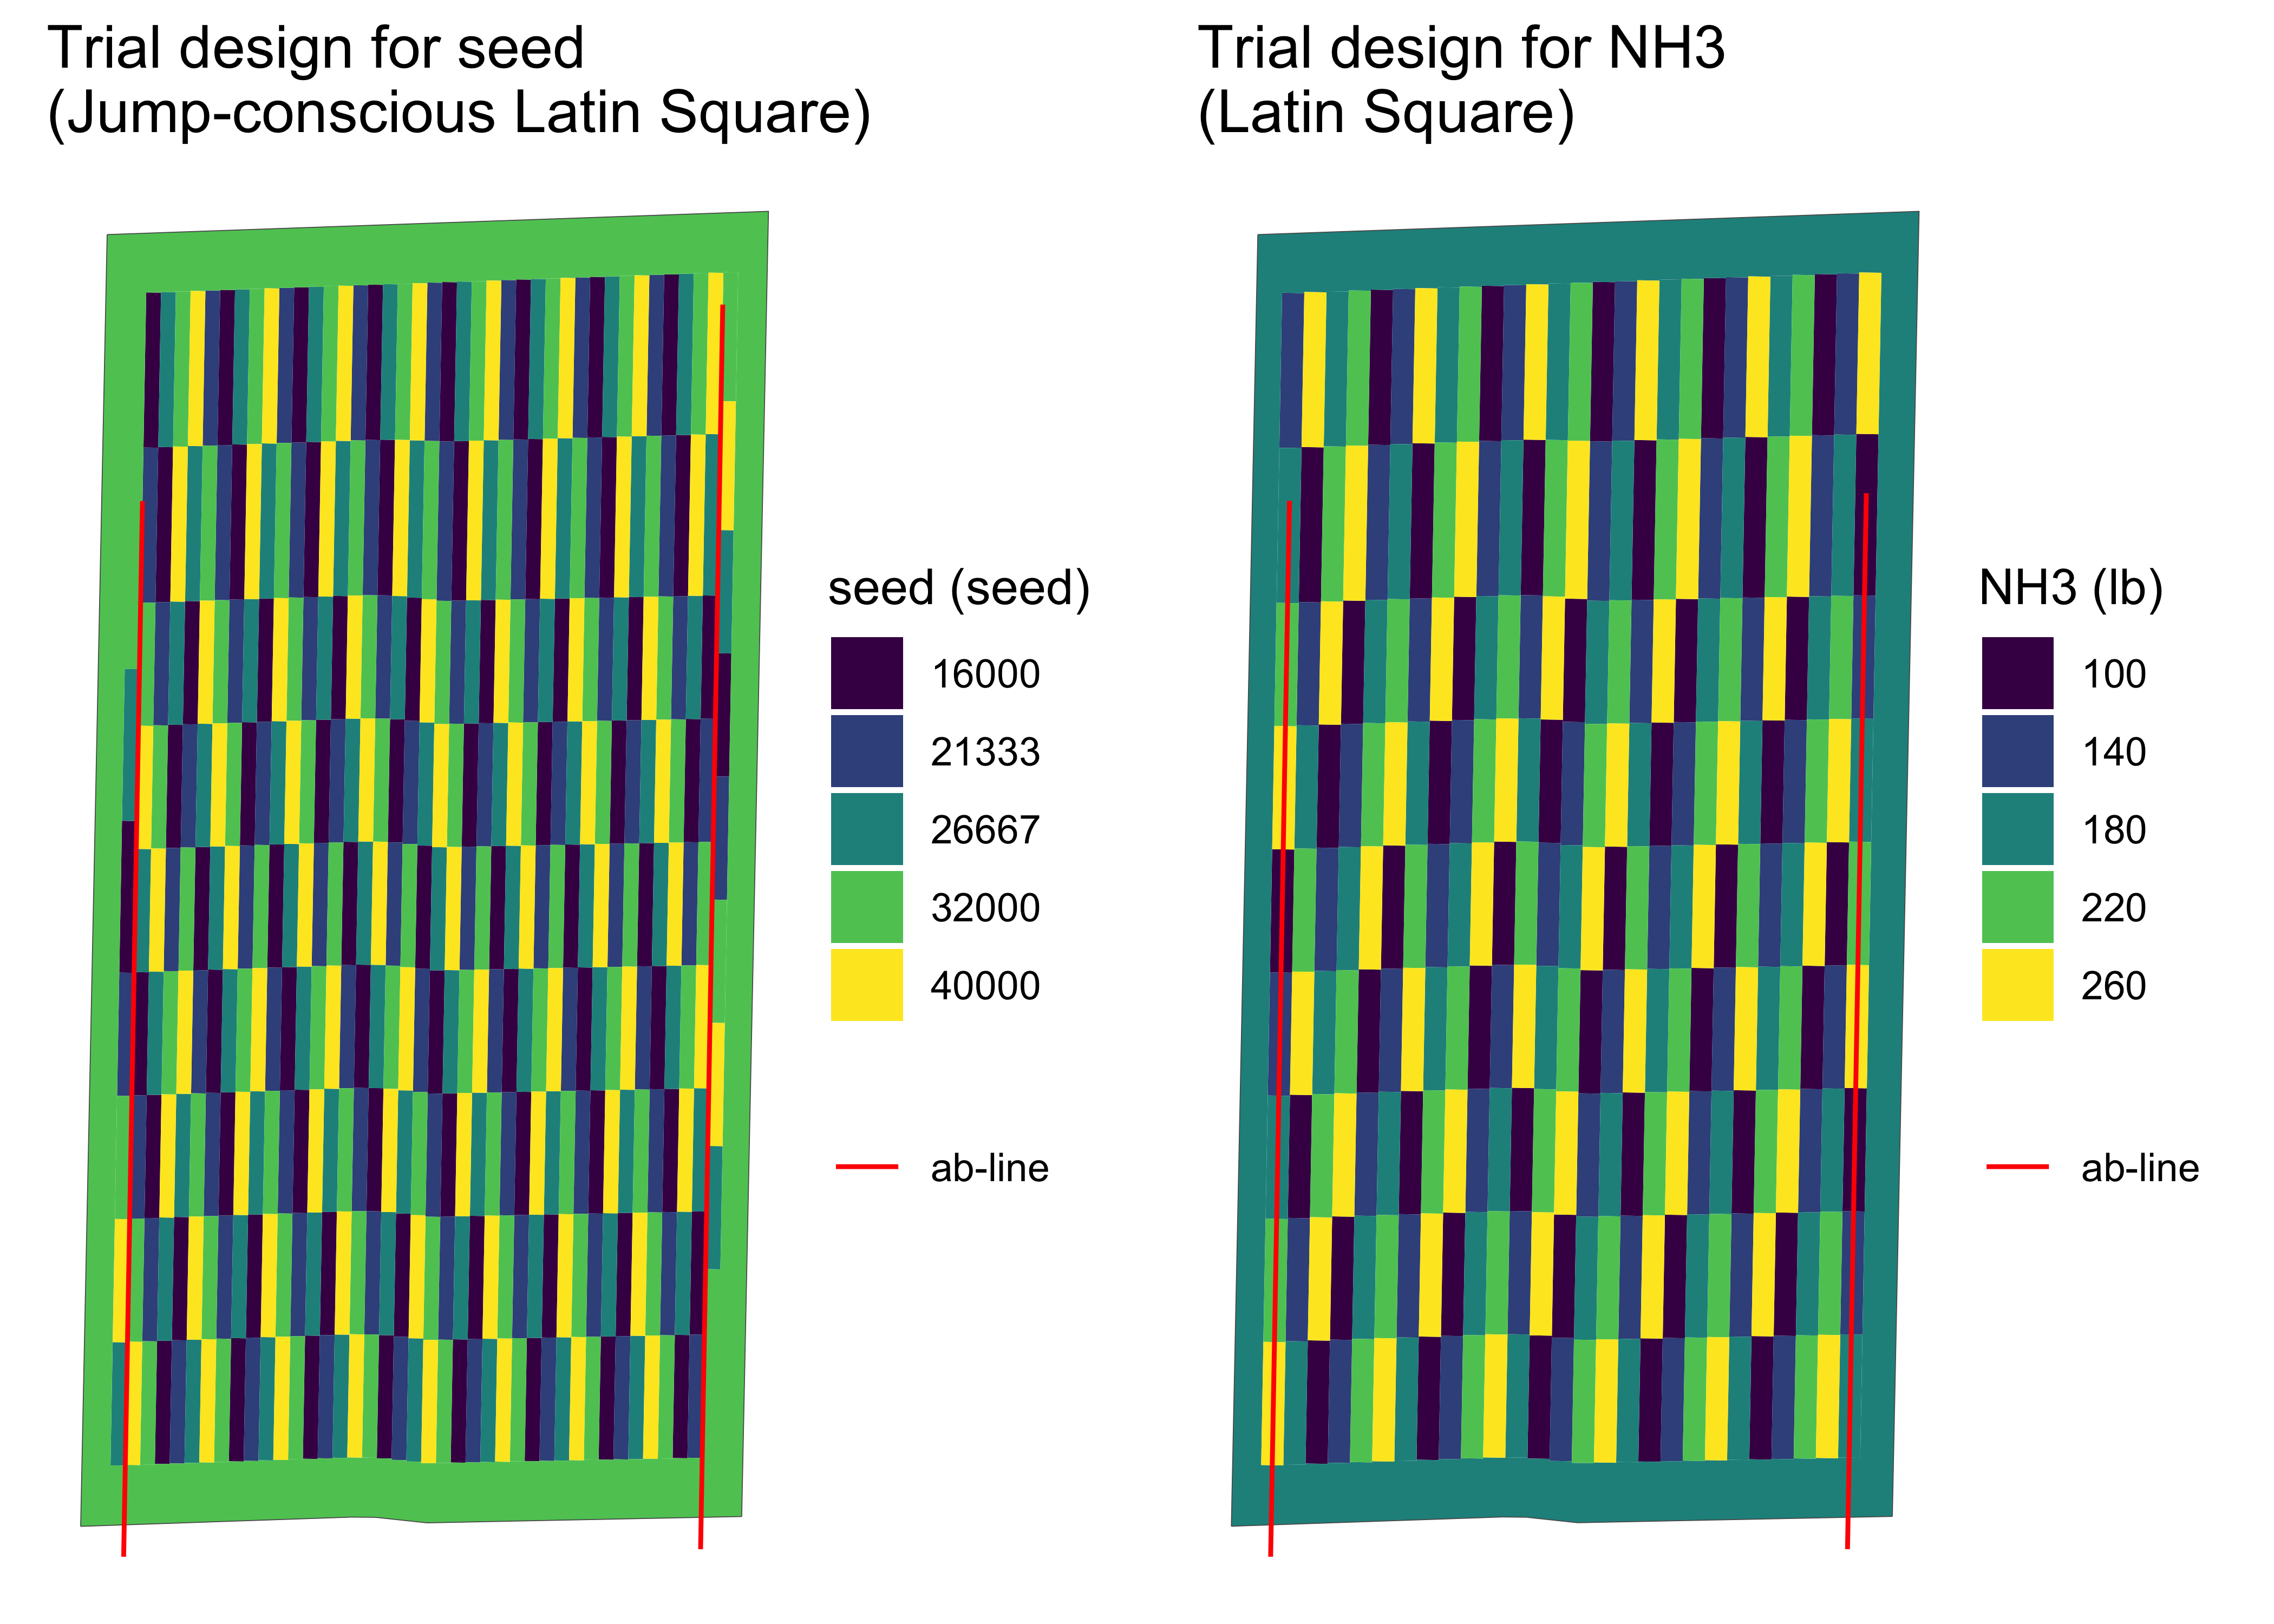 Trial design for seed
(Jump-conscious Latin Square)
seed (seed)
16000
21333
26667
32000
40000
ab-line
Trial design for NH3
(Latin Square)
NH3 (lb)
100
140
180
220
260
ab-line